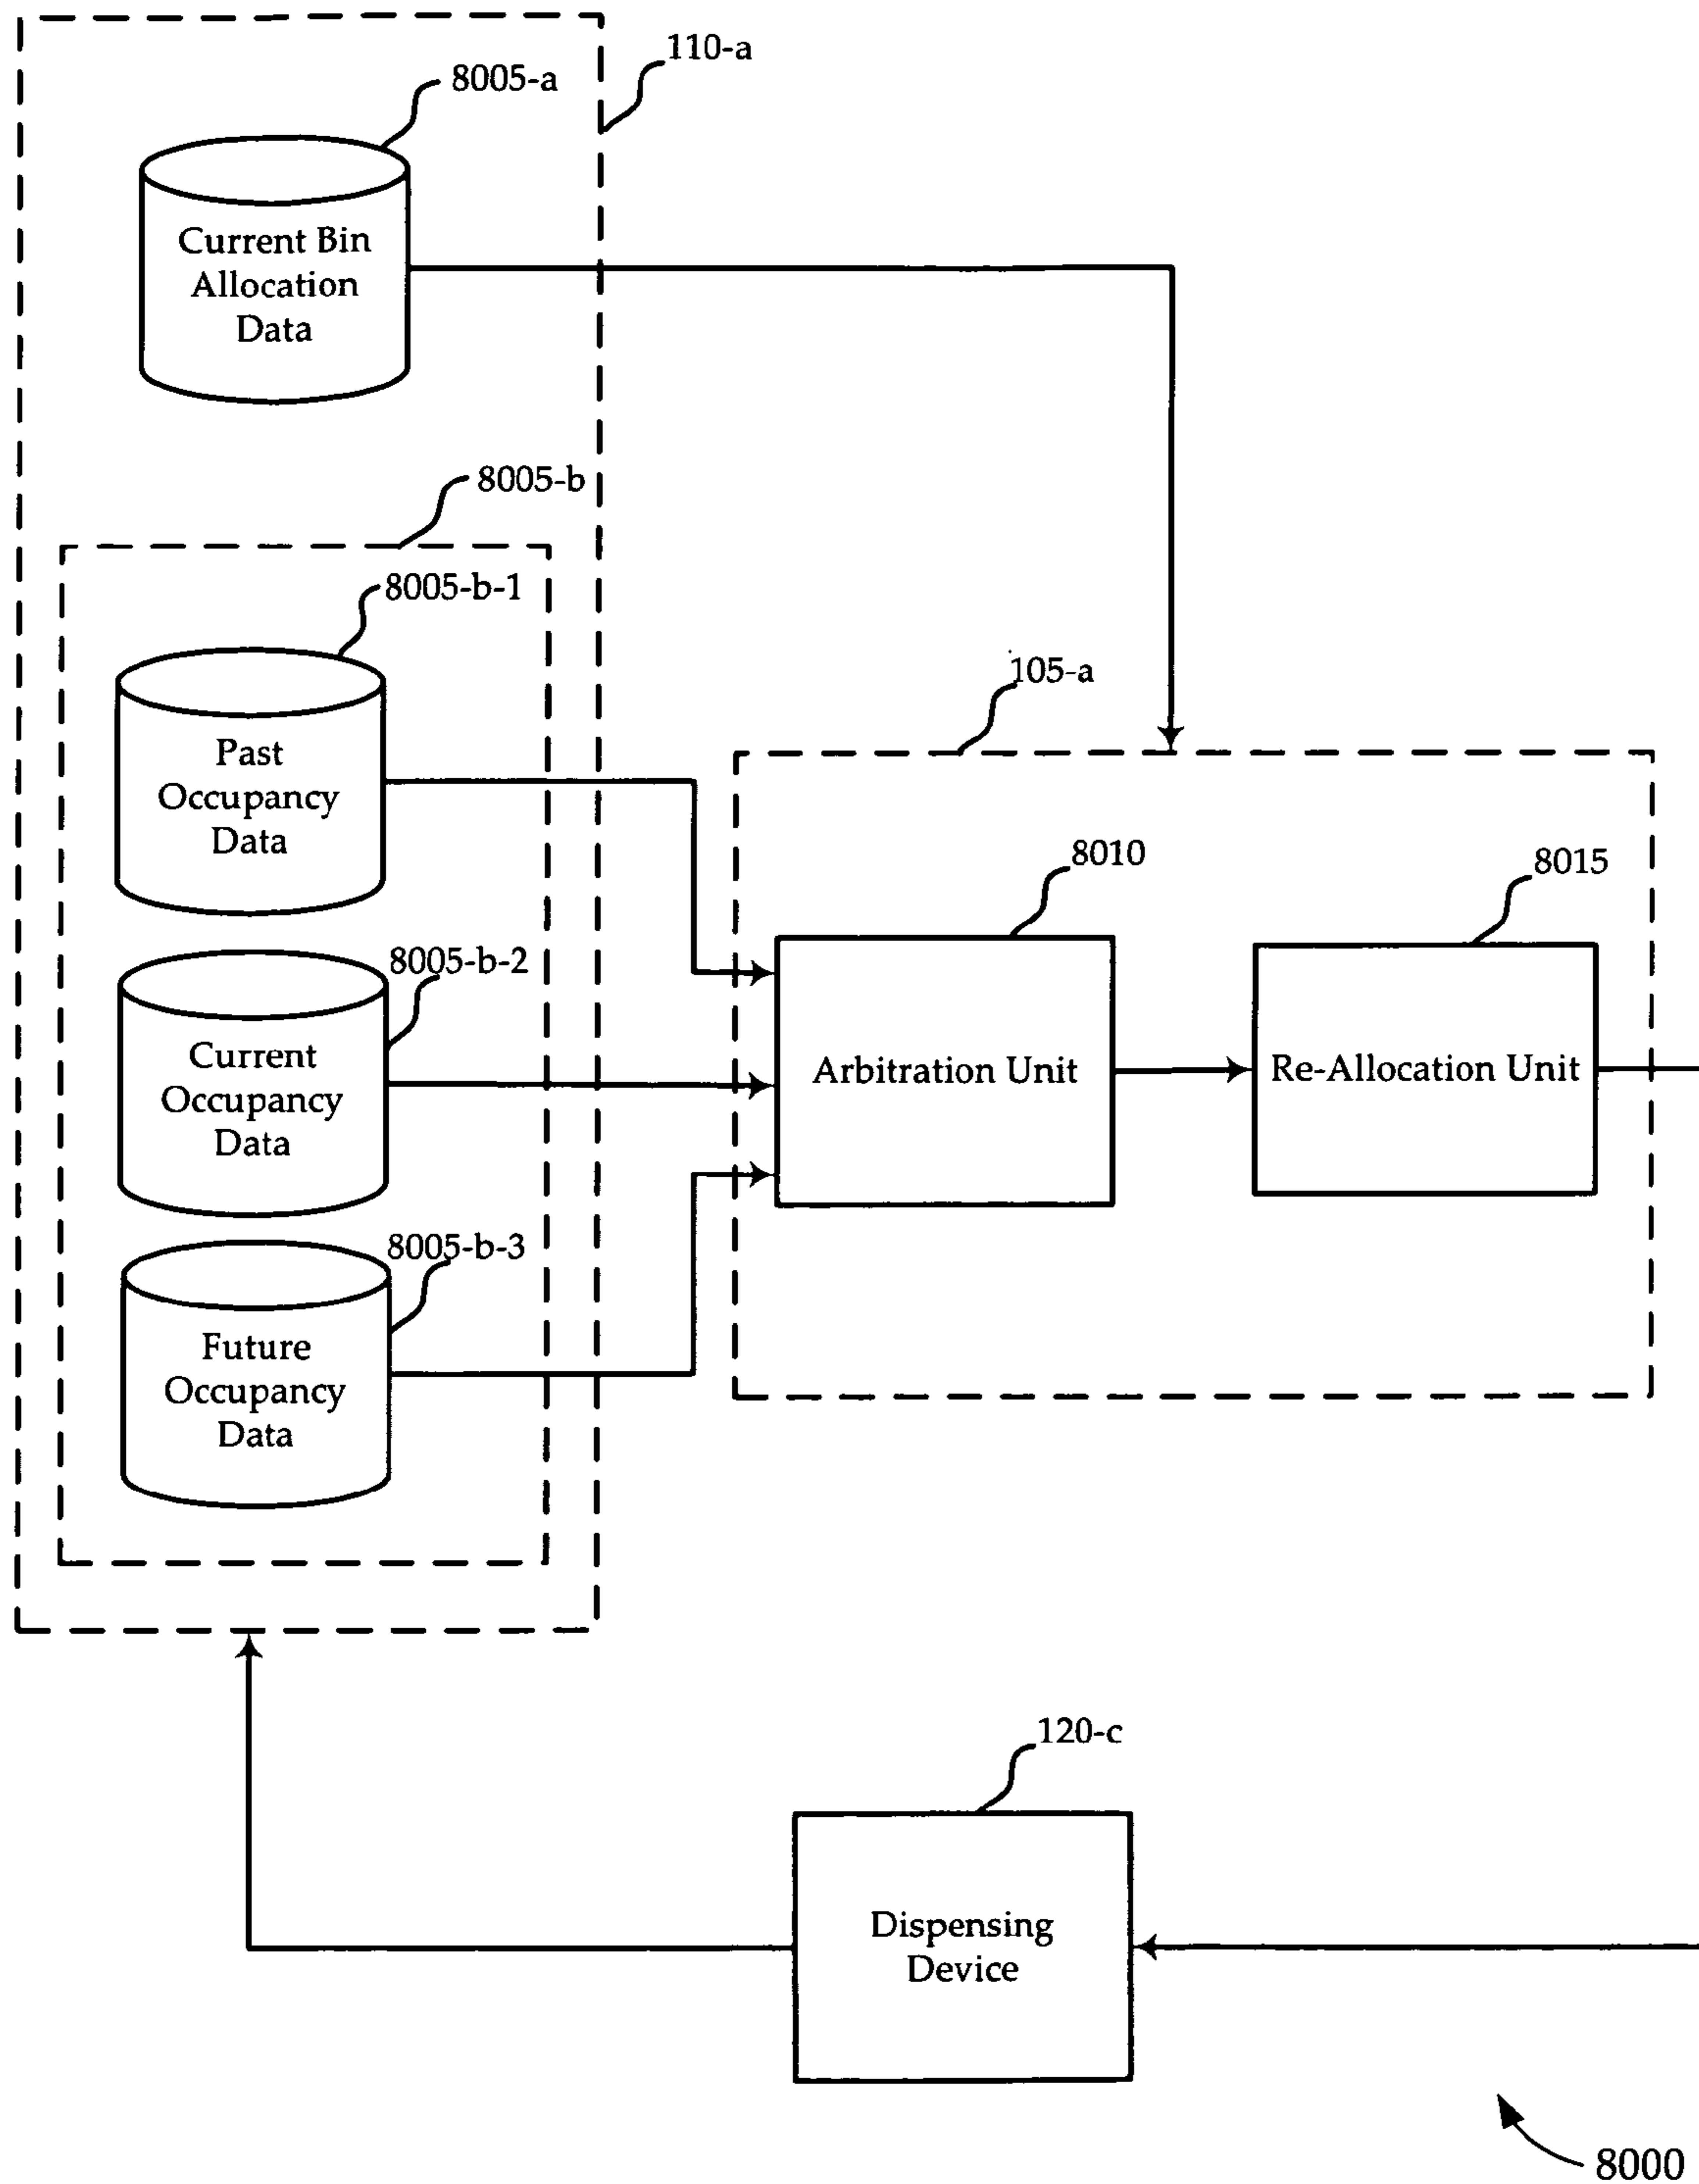 110-a
8005-a
Current Bin
Allocation
Data
8005-b
8005-b-1
Past
Occupancy
Data
105-a
8010
8015
8005-b-2
Current
Occupancy
Data
Arbitration Unit
Re-Allocation Unit
8005-b-3
Future
Occupancy
Data
120-c
Dispensing
Device
8000